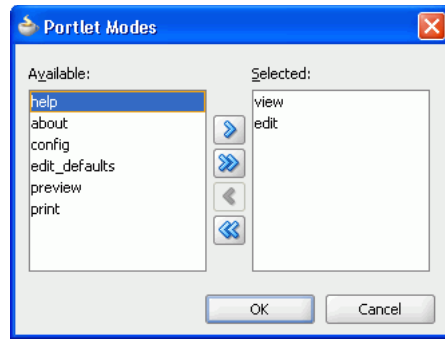 Portlet Modes
Available:
help
about
config
edit_defaults
preview
print
Selected:
view
edit
OK
Cancel